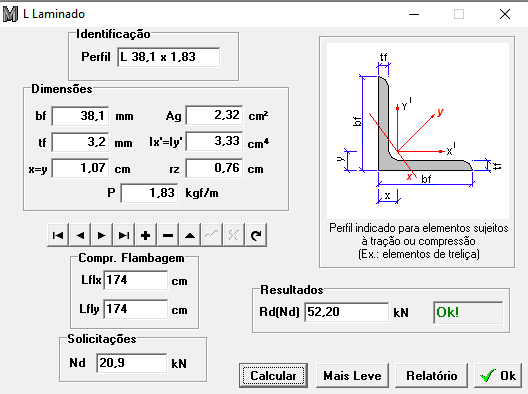 L Laminado
Identificação
Perfil L 38,1 x 1,83
Dimensões
bf 38,1 mm Ag 2,32 cm²
tf 3,2 mm Ix'=Iy' 3,33 cm⁴
x=y 1,07 cm rz 0,76 cm
P 1,83 kgf/m
tf
Y'
y
bf
X'
y
x
tf
bf
x
Perfil indicado para elementos sujeitos
à tração ou compressão
(Ex.: elementos de treliça)
Compr. Flambagem
Lflx 174 cm
Lfly 174 cm
Solicitações
Nd 20,9 kN
Resultados
Rd(Nd) 52,20 kN Ok!
Calcular Mais Leve Relatório Ok